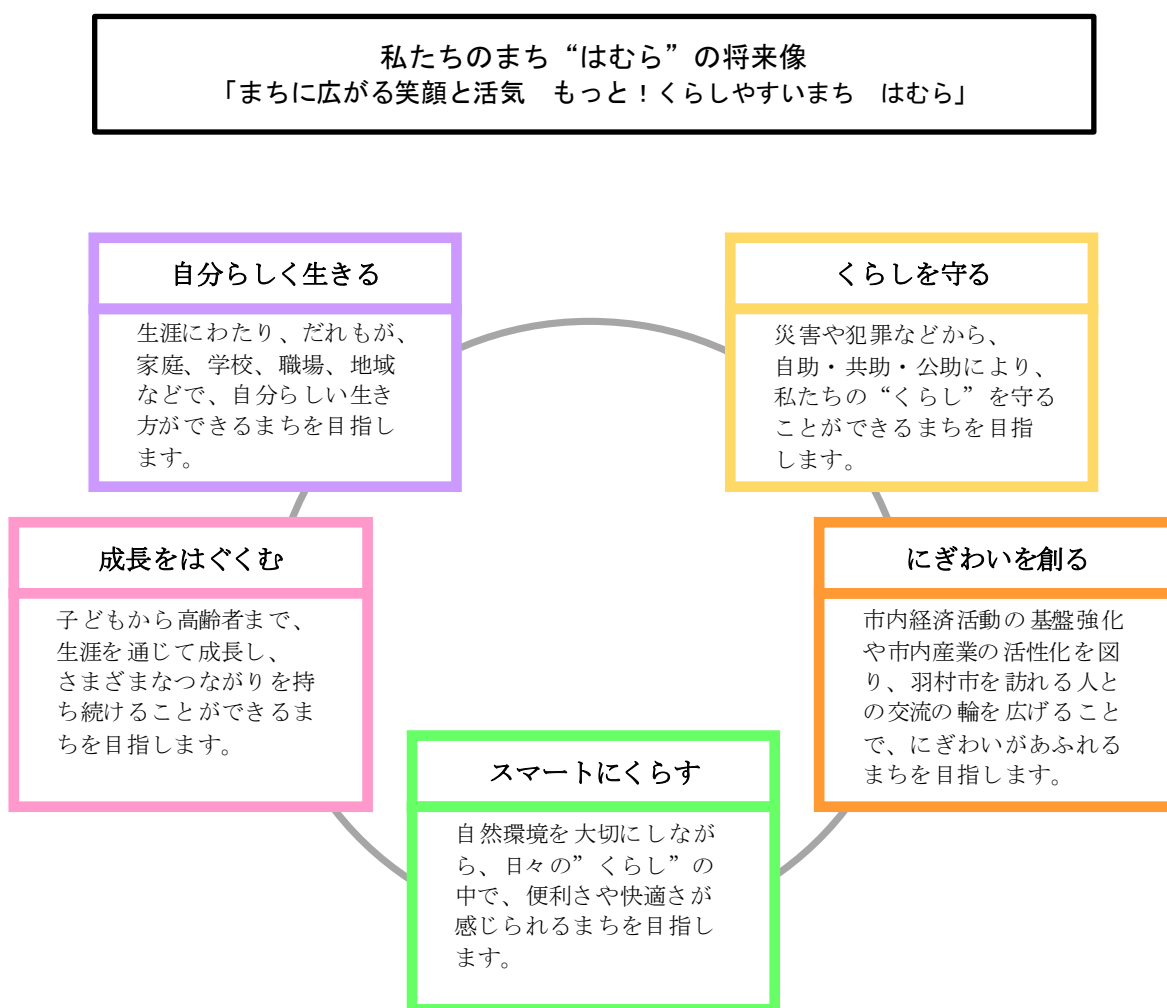 私たちのまち“はむら”の将来像
「まちに広がる笑顔と活気　もっと！くらしやすいまち　はむら」
自分らしく生きる
生涯にわたり、だれもが、
家庭、学校、職場、地域
などで、自分らしい生き
方ができるまちを目指し
ます。
くらしを守る
災害や犯罪などから、
自助・共助・公助により、
私たちの“くらし”を守る
ことができるまちを目指
します。
成長をはぐくむ
子どもから高齢者まで、
生涯を通じて成長し、
さまざまなつながりを持
ち続けることができるま
ちを目指します。
にぎわいを創る
市内経済活動の基盤強化
や市内産業の活性化を図
り、羽村市を訪れる人と
の交流の輪を広げること
で、にぎわいがあふれる
まちを目指します。
スマートにくらす
自然環境を大切にしなが
ら、日々の”くらし”の
中で、便利さや快適さが
感じられるまちを目指し
ます。